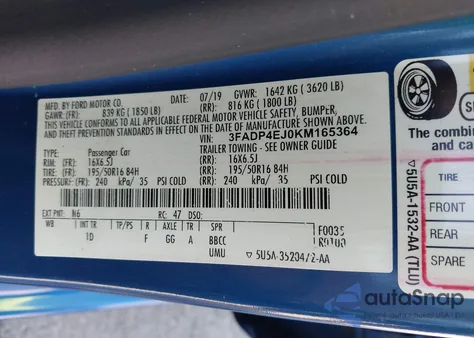 MFD. BY FORD MOTOR CO.
07/19 GVWR: 1642 KG ( 3620 LB)
GAWR: (FR): 839 KG ( 1850 LB) (RR): 816 KG ( 1800 LB)
THIS VEHICLE CONFORMS TO ALL APPLICABLE
FEDERAL MOTOR VEHICLE SAFETY, BUMPER,
AND THEFT PREVENTION STANDARDS IN EFFECT ON
THE DATE OF MANUFACTURE SHOWN ABOVE.
VIN: 3FADP4EJ0KM165364
TYPE: Passenger Car TRAILER TOWING - SEE OWNER GUIDE
RIM: (FR) 16X6.5J (RR): 16X6.5J
TIRE: (FR) 195/50R16 84H (RR): 195/50R16 84H
PRESSURE: (FR) 240 kPa/ 35 PSI COLD (RR): 240 kPa/ 35 PSI COLD
EXT PNT: N6 RC: 47 DSO:
WB INT TR TP/PS R AXLE TR SPR F0035
1D F GG A BBCC
UMU ▽ 5U5A-35204/2-AA
The combined
and ca
TIRE
FRONT
REAR
SPARE
▽5U5A-1532-AA (TLU)
autoSnap